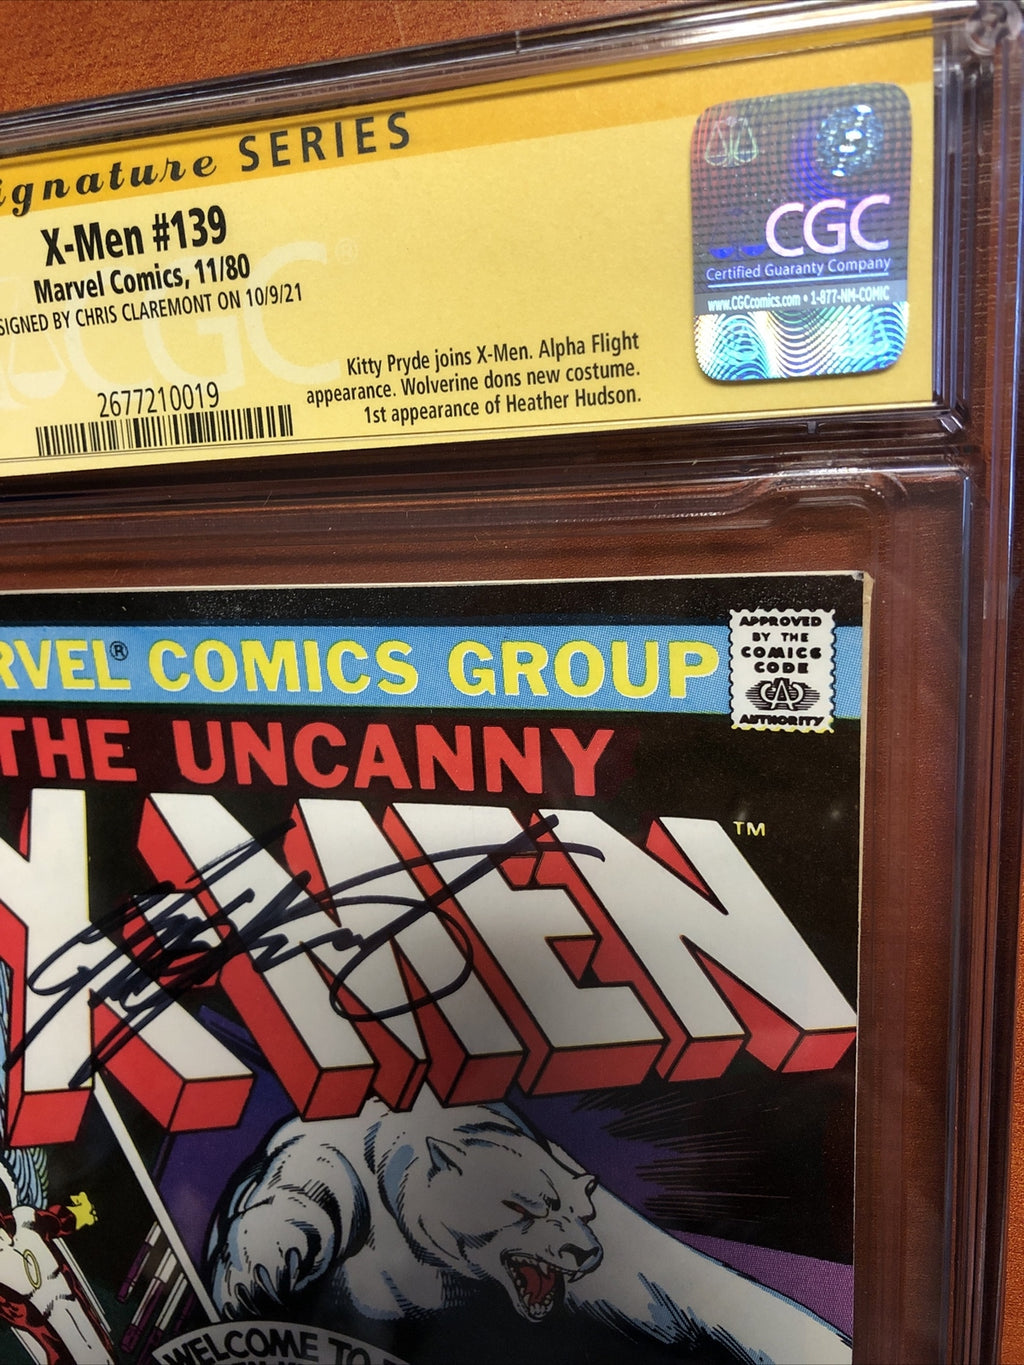 ignature SERIES
X-Men #139
Marvel Comics, 11/80
SIGNED BY CHRIS CLAREMONT ON 10/9/21
Kitty Pryde joins X-Men. Alpha Flight
appearance. Wolverine dons new costume.
1st appearance of Heather Hudson.
2677210019
CGC
CGC
Certified Guaranty Company
www.CGCcomics.com • 1-877-NM-COMIC
RVEL® COMICS GROUP
APPROVED
BY THE
COMICS
CODE
CA
AUTHORITY
THE UNCANNY
X-MEN™
WELCOME TO